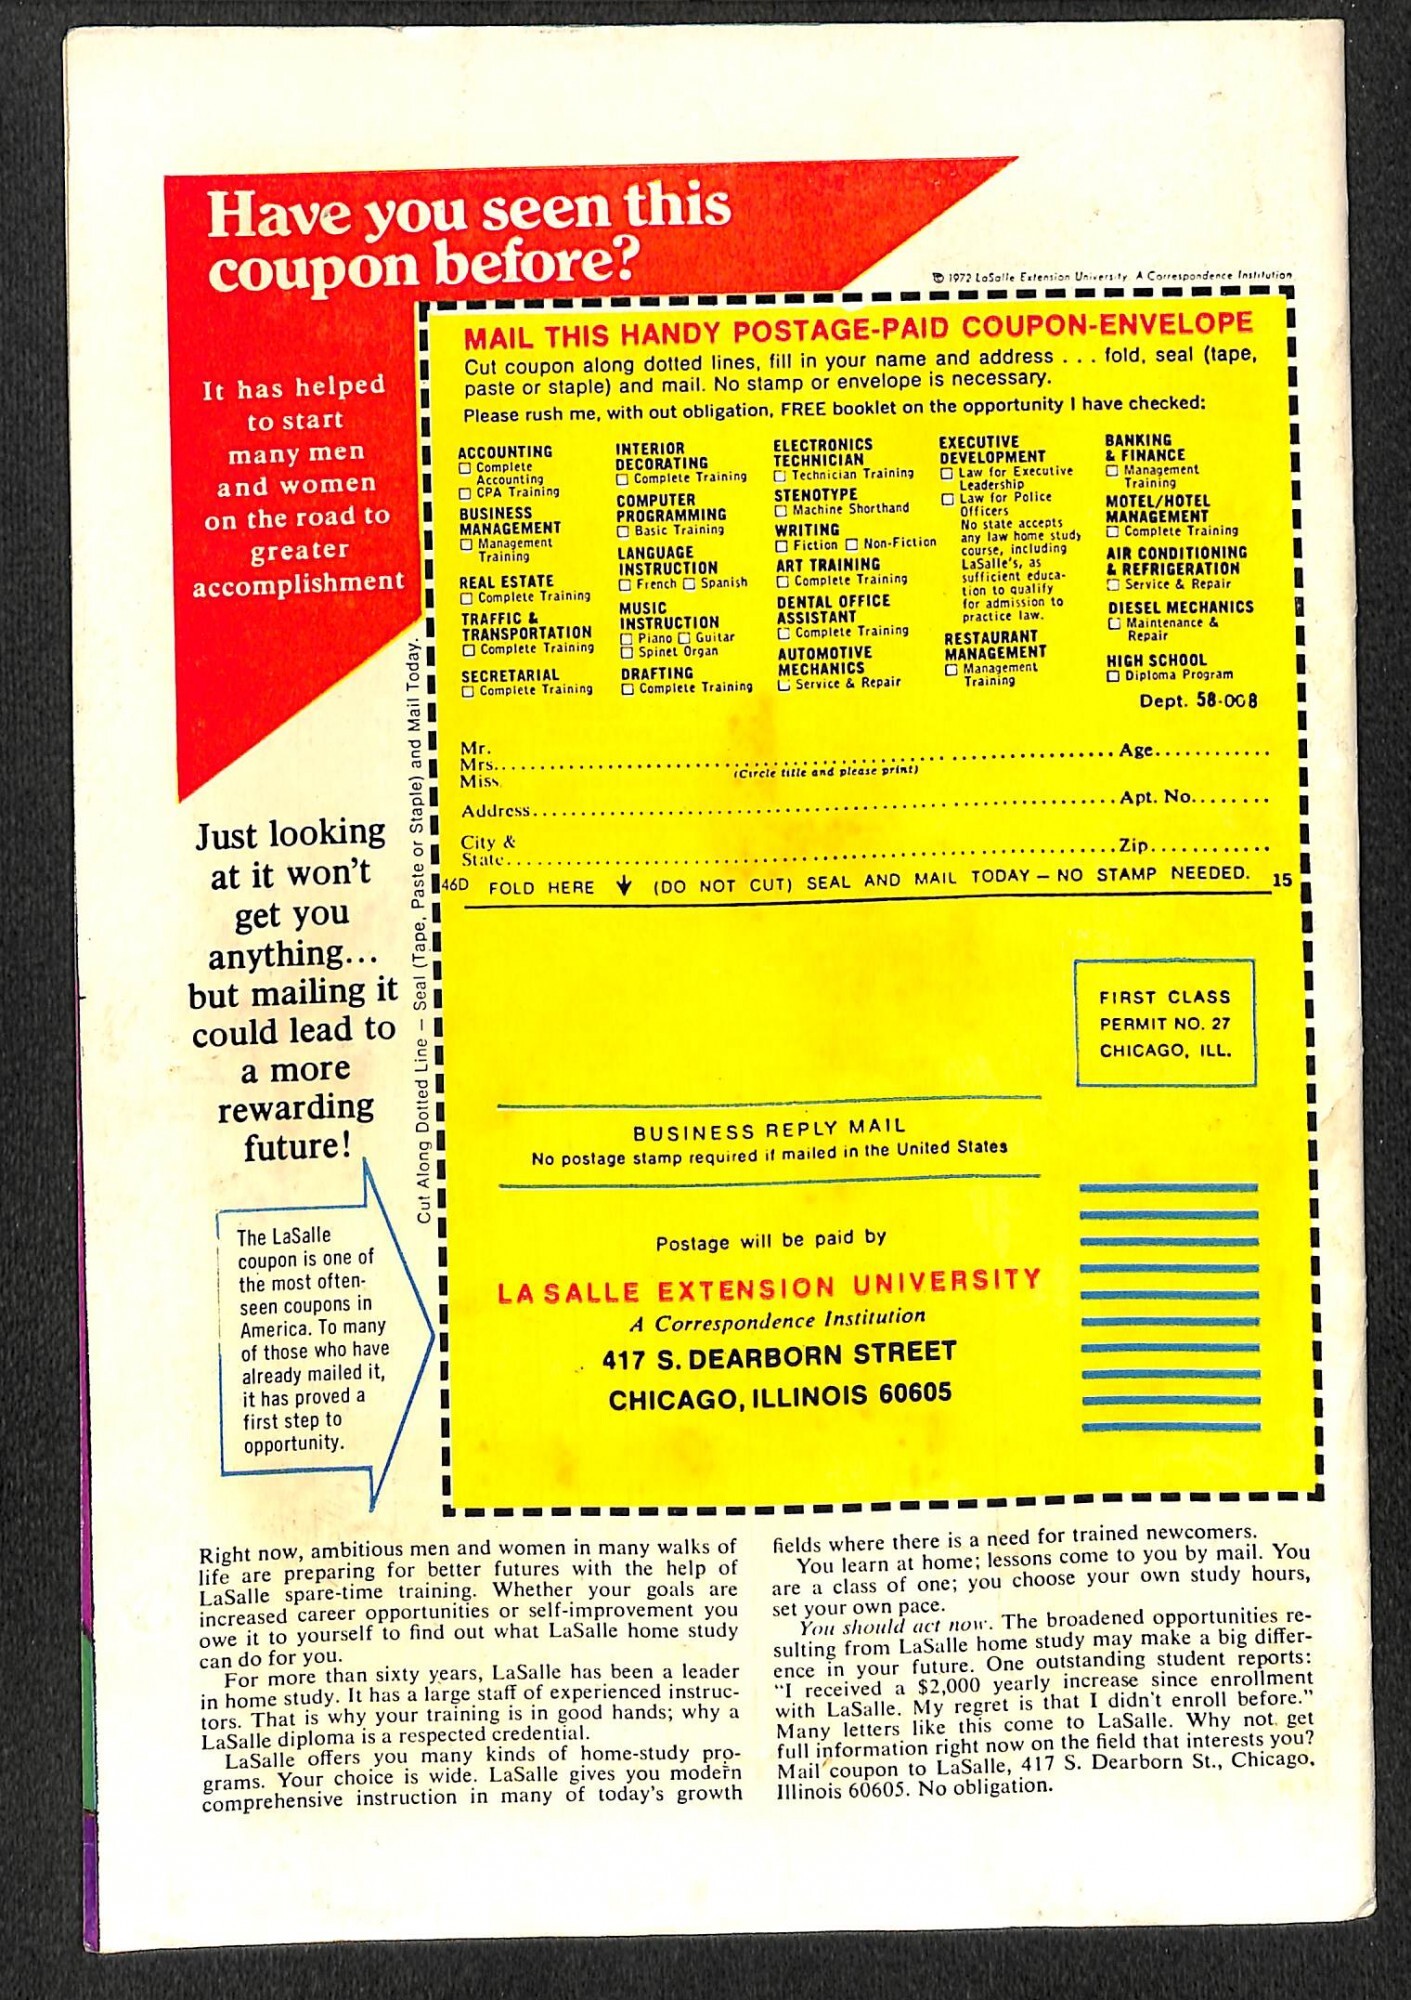 Have you seen this
coupon before?
© 1972 LaSalle Extension University A Correspondence Institution
It has helped
to start
many men
and women
on the road to
greater
accomplishment
Just looking
at it won't
get you
anything...
but mailing it
could lead to
a more
rewarding
future!
The LaSalle
coupon is one of
the most often-
seen coupons in
America. To many
of those who have
already mailed it,
it has proved a
first step to
opportunity.
Cut Along Dotted Line – Seal (Tape, Paste or Staple) and Mail Today.
MAIL THIS HANDY POSTAGE-PAID COUPON-ENVELOPE
Cut coupon along dotted lines, fill in your name and address . . . fold, seal (tape,
paste or staple) and mail. No stamp or envelope is necessary.
Please rush me, with out obligation, FREE booklet on the opportunity I have checked:
ACCOUNTING
☐ Complete
Accounting
☐ CPA Training
BUSINESS
MANAGEMENT
☐ Management
Training
REAL ESTATE
☐ Complete Training
TRAFFIC &
TRANSPORTATION
☐ Complete Training
SECRETARIAL
☐ Complete Training
INTERIOR
DECORATING
☐ Complete Training
COMPUTER
PROGRAMMING
☐ Basic Training
LANGUAGE
INSTRUCTION
☐ French ☐ Spanish
MUSIC
INSTRUCTION
☐ Piano ☐ Guitar
☐ Spinet Organ
DRAFTING
☐ Complete Training
ELECTRONICS
TECHNICIAN
☐ Technician Training
STENOTYPE
☐ Machine Shorthand
WRITING
☐ Fiction ☐ Non-Fiction
ART TRAINING
☐ Complete Training
DENTAL OFFICE
ASSISTANT
☐ Complete Training
AUTOMOTIVE
MECHANICS
☐ Service & Repair
EXECUTIVE
DEVELOPMENT
☐ Law for Executive
Leadership
☐ Law for Police
Officers
No state accepts
any law home study
course, including
LaSalle's, as
sufficient educa-
tion to qualify
for admission to
practice law.
RESTAURANT
MANAGEMENT
☐ Management
Training
BANKING
& FINANCE
☐ Management
Training
MOTEL/HOTEL
MANAGEMENT
☐ Complete Training
AIR CONDITIONING
& REFRIGERATION
☐ Service & Repair
DIESEL MECHANICS
☐ Maintenance &
Repair
HIGH SCHOOL
☐ Diploma Program
Dept. 58-008
Mr.
Mrs. Age
Miss
(Circle title and please print)
Address Apt. No.
City &
State Zip
46D FOLD HERE ↓ (DO NOT CUT) SEAL AND MAIL TODAY – NO STAMP NEEDED. 15
FIRST CLASS
PERMIT NO. 27
CHICAGO, ILL.
BUSINESS REPLY MAIL
No postage stamp required if mailed in the United States
Postage will be paid by
LA SALLE EXTENSION UNIVERSITY
A Correspondence Institution
417 S. DEARBORN STREET
CHICAGO, ILLINOIS 60605
Right now, ambitious men and women in many walks of
life are preparing for better futures with the help of
LaSalle spare-time training. Whether your goals are
increased career opportunities or self-improvement you
owe it to yourself to find out what LaSalle home study
can do for you.
For more than sixty years, LaSalle has been a leader
in home study. It has a large staff of experienced instruc-
tors. That is why your training is in good hands; why a
LaSalle diploma is a respected credential.
LaSalle offers you many kinds of home-study pro-
grams. Your choice is wide. LaSalle gives you modern
comprehensive instruction in many of today's growth
fields where there is a need for trained newcomers.
You learn at home; lessons come to you by mail. You
are a class of one; you choose your own study hours,
set your own pace.
You should act now. The broadened opportunities re-
sulting from LaSalle home study may make a big differ-
ence in your future. One outstanding student reports:
"I received a $2,000 yearly increase since enrollment
with LaSalle. My regret is that I didn't enroll before."
Many letters like this come to LaSalle. Why not get
full information right now on the field that interests you?
Mail coupon to LaSalle, 417 S. Dearborn St., Chicago,
Illinois 60605. No obligation.